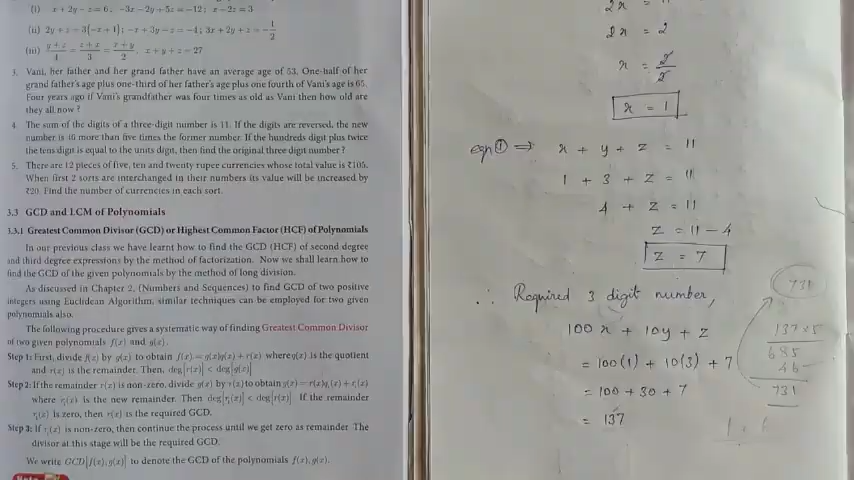 (i) x + 2y − z = 6; −3x − 2y + 5z = −12; x − 2z = 3
(ii) 2y + z = 3(−x + 1); −x + 3y − z = −4; 3x + 2y + z = −1/2
(iii) y+z/4 = z+x/3 = x+y/2, x + y + z = 27
3. Vani, her father and her grand father have an average age of 53. One-half of her
grand father's age plus one-third of her father's age plus one fourth of Vani's age is 65.
Four years ago if Vani's grandfather was four times as old as Vani then how old are
they all now ?
4. The sum of the digits of a three-digit number is 11. If the digits are reversed, the new
number is 46 more than five times the former number. If the hundreds digit plus twice
the tens digit is equal to the units digit, then find the original three digit number ?
5. There are 12 pieces of five, ten and twenty rupee currencies whose total value is ₹105.
When first 2 sorts are interchanged in their numbers its value will be increased by
₹20. Find the number of currencies in each sort.
3.3 GCD and LCM of Polynomials
3.3.1 Greatest Common Divisor (GCD) or Highest Common Factor (HCF) of Polynomials
In our previous class we have learnt how to find the GCD (HCF) of second degree
and third degree expressions by the method of factorization. Now we shall learn how to
find the GCD of the given polynomials by the method of long division.
As discussed in Chapter 2, (Numbers and Sequences) to find GCD of two positive
integers using Euclidean Algorithm, similar techniques can be employed for two given
polynomials also.
The following procedure gives a systematic way of finding Greatest Common Divisor
of two given polynomials f(x) and g(x).
Step 1: First, divide f(x) by g(x) to obtain f(x) = g(x)q(x) + r(x) where q(x) is the quotient
and r(x) is the remainder. Then, deg[r(x)] < deg[g(x)]
Step 2: If the remainder r(x) is non-zero, divide g(x) by r(x) to obtain g(x) = r(x)q₁(x) + r₁(x)
where r₁(x) is the new remainder. Then deg[r₁(x)] < deg[r(x)] If the remainder
r₁(x) is zero, then r(x) is the required GCD.
Step 3: If r₁(x) is non-zero, then continue the process until we get zero as remainder. The
divisor at this stage will be the required GCD.
We write GCD[f(x), g(x)] to denote the GCD of the polynomials f(x), g(x).
2x = 2
x = 2/2
x = 1
eqn ① ⇒ x + y + z = 11
1 + 3 + z = 11
4 + z = 11
z = 11 − 4
z = 7
∴ Required 3 digit number,
100x + 10y + z
= 100(1) + 10(3) + 7
= 100 + 30 + 7
= 137
731
137 × 5
685
46
731